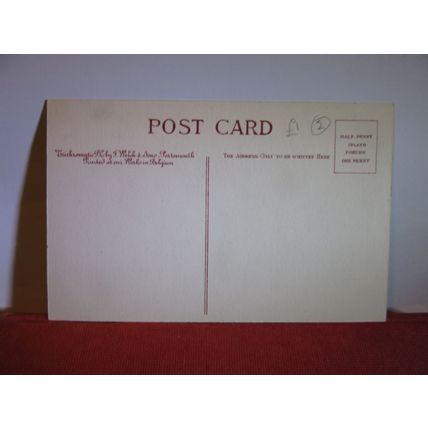 POST CARD
£1
2
Trichromatic P.C. by J. Welch & Sons, Portsmouth
Printed at our Works in Belgium
THE ADDRESS ONLY TO BE WRITTEN HERE
HALF-PENNY
INLAND
FOREIGN
ONE PENNY